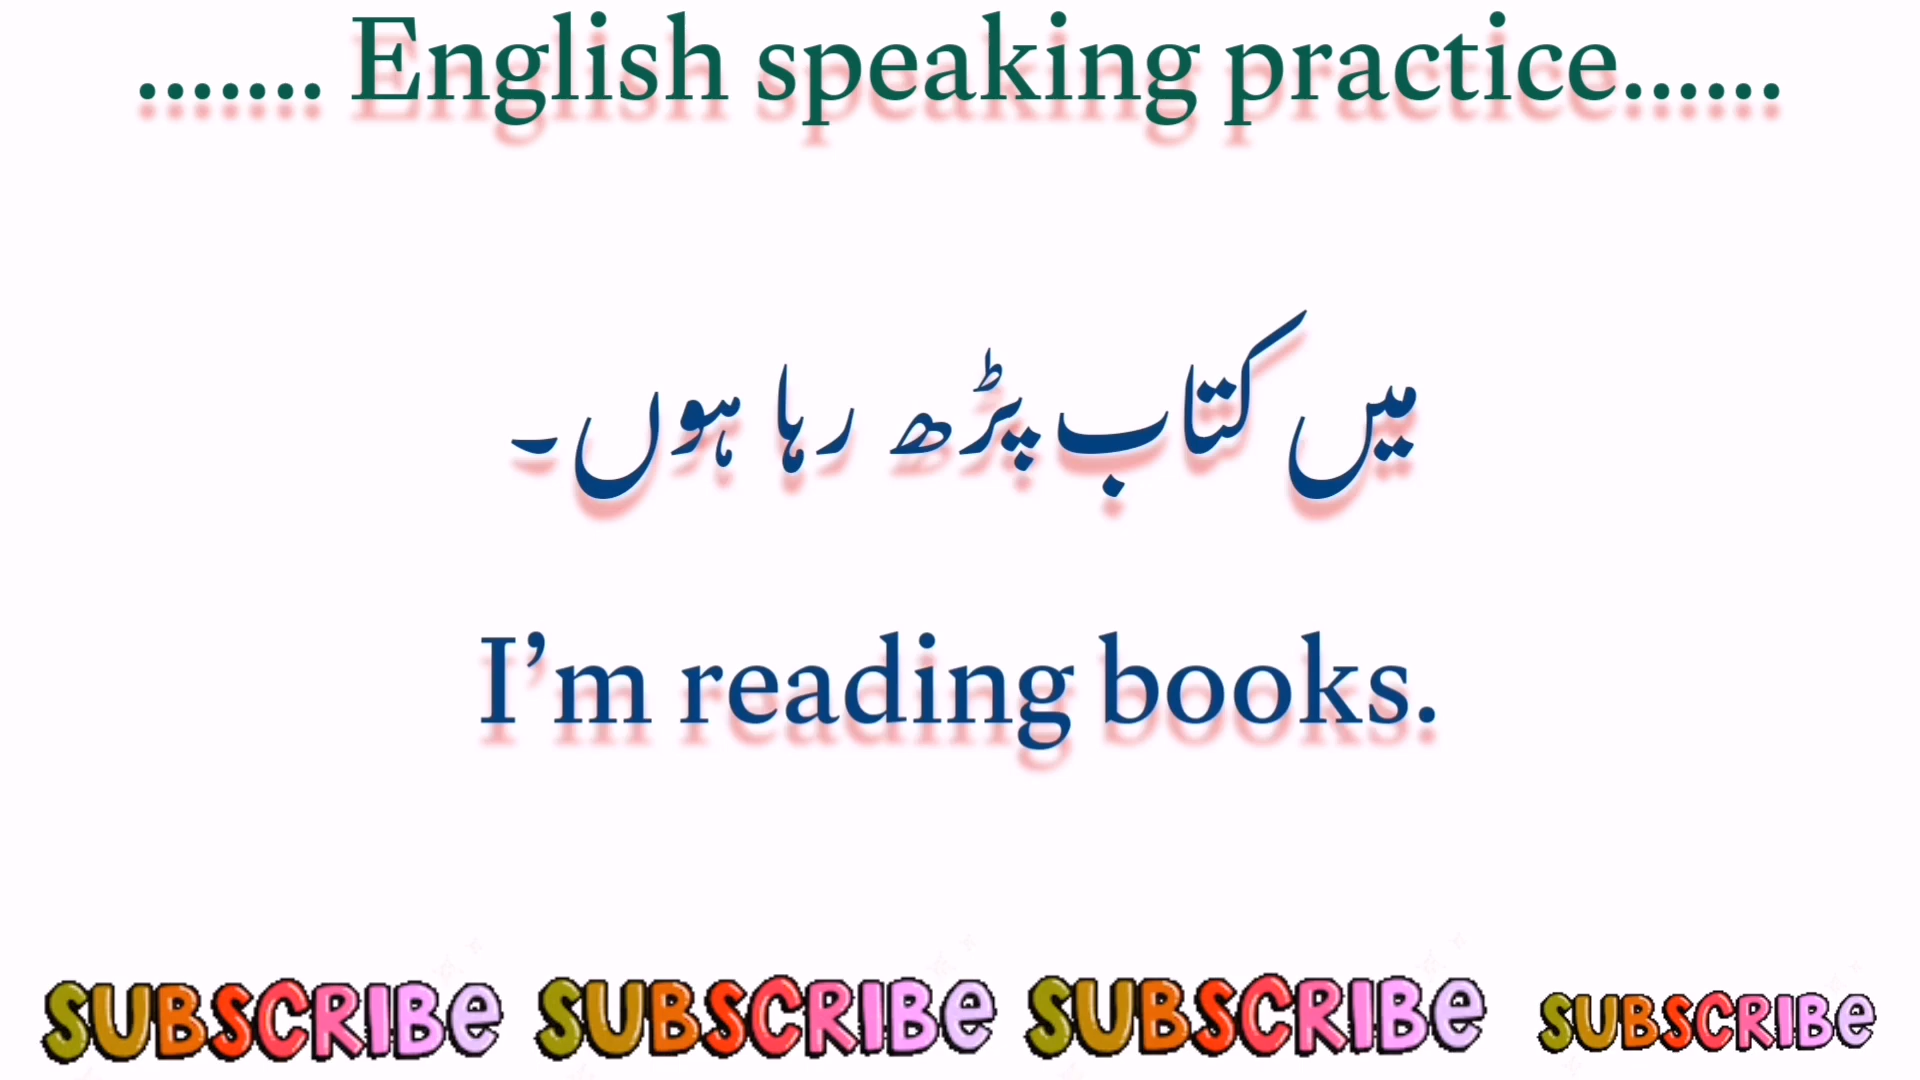 ....... English speaking practice......
میں کتاب پڑھ رہا ہوں۔
I’m reading books.
SUBSCRIBe SUBSCRIBe SUBSCRIBe SUBSCRIBe